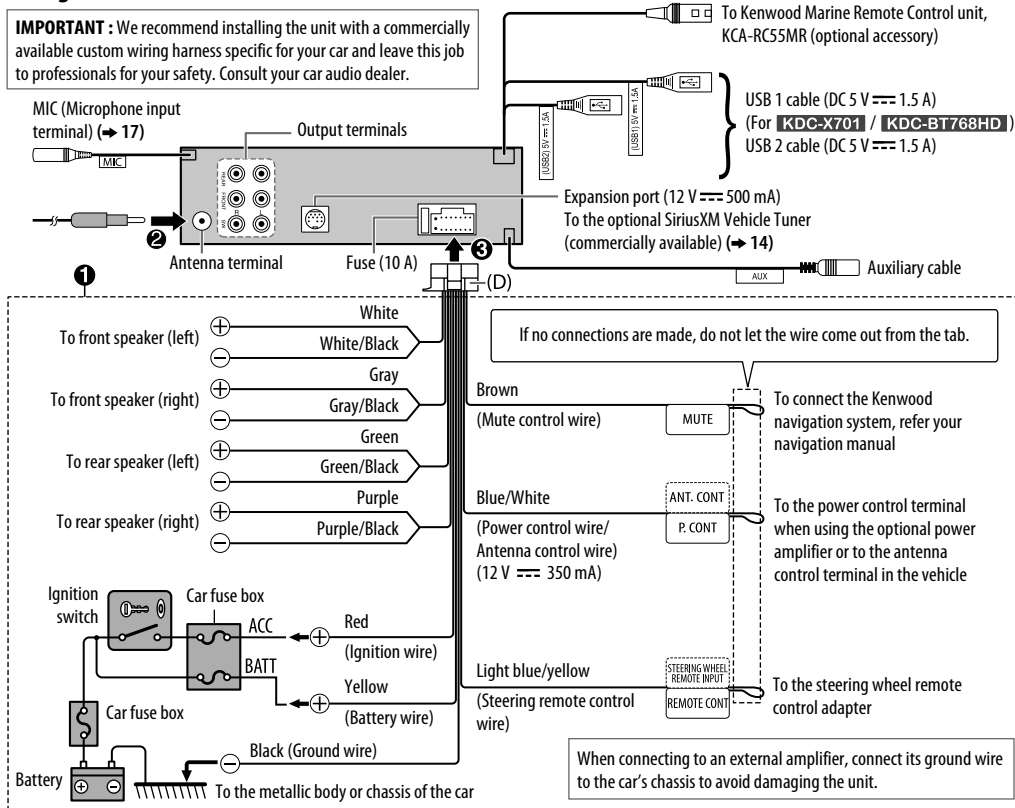 IMPORTANT : We recommend installing the unit with a commercially
available custom wiring harness specific for your car and leave this job
to professionals for your safety. Consult your car audio dealer.
To Kenwood Marine Remote Control unit,
KCA-RC55MR (optional accessory)
MIC (Microphone input
terminal) (➜ 17)
MIC
Output terminals
REAR
FRONT
SW
(USB2) 5V ⎓ 1.5A
(USB1) 5V ⎓ 1.5A
USB 1 cable (DC 5 V ⎓ 1.5 A)
(For KDC-X701 / KDC-BT768HD )
USB 2 cable (DC 5 V ⎓ 1.5 A)
Expansion port (12 V ⎓ 500 mA)
To the optional SiriusXM Vehicle Tuner
(commercially available) (➜ 14)
❷
Antenna terminal
Fuse (10 A)
❸
AUX
Auxiliary cable
❶
(D)
To front speaker (left)
⊕
White
⊖
White/Black
To front speaker (right)
⊕
Gray
⊖
Gray/Black
To rear speaker (left)
⊕
Green
⊖
Green/Black
To rear speaker (right)
⊕
Purple
⊖
Purple/Black
If no connections are made, do not let the wire come out from the tab.
Brown
(Mute control wire)
MUTE
To connect the Kenwood
navigation system, refer your
navigation manual
Blue/White
(Power control wire/
Antenna control wire)
(12 V ⎓ 350 mA)
ANT. CONT
P. CONT
To the power control terminal
when using the optional power
amplifier or to the antenna
control terminal in the vehicle
Ignition
switch
Car fuse box
ACC
⊕
Red
(Ignition wire)
BATT
⊕
Yellow
(Battery wire)
Light blue/yellow
(Steering remote control
wire)
STEERING WHEEL
REMOTE INPUT
REMOTE CONT
To the steering wheel remote
control adapter
Car fuse box
⊖
Black (Ground wire)
Battery
⊕ ⊖
To the metallic body or chassis of the car
When connecting to an external amplifier, connect its ground wire
to the car's chassis to avoid damaging the unit.